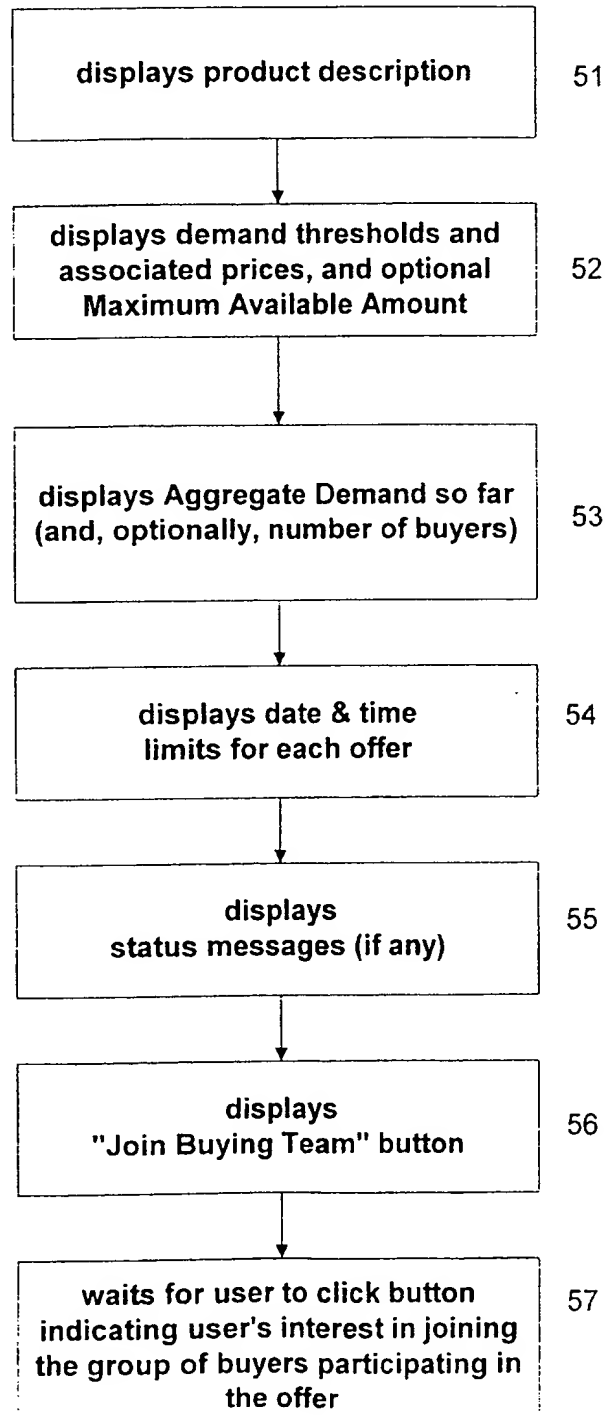 displays product description
51
displays demand thresholds and
associated prices, and optional
Maximum Available Amount
52
displays Aggregate Demand so far
(and, optionally, number of buyers)
53
displays date & time
limits for each offer
54
displays
status messages (if any)
55
displays
"Join Buying Team" button
56
waits for user to click button
indicating user's interest in joining
the group of buyers participating in
the offer
57